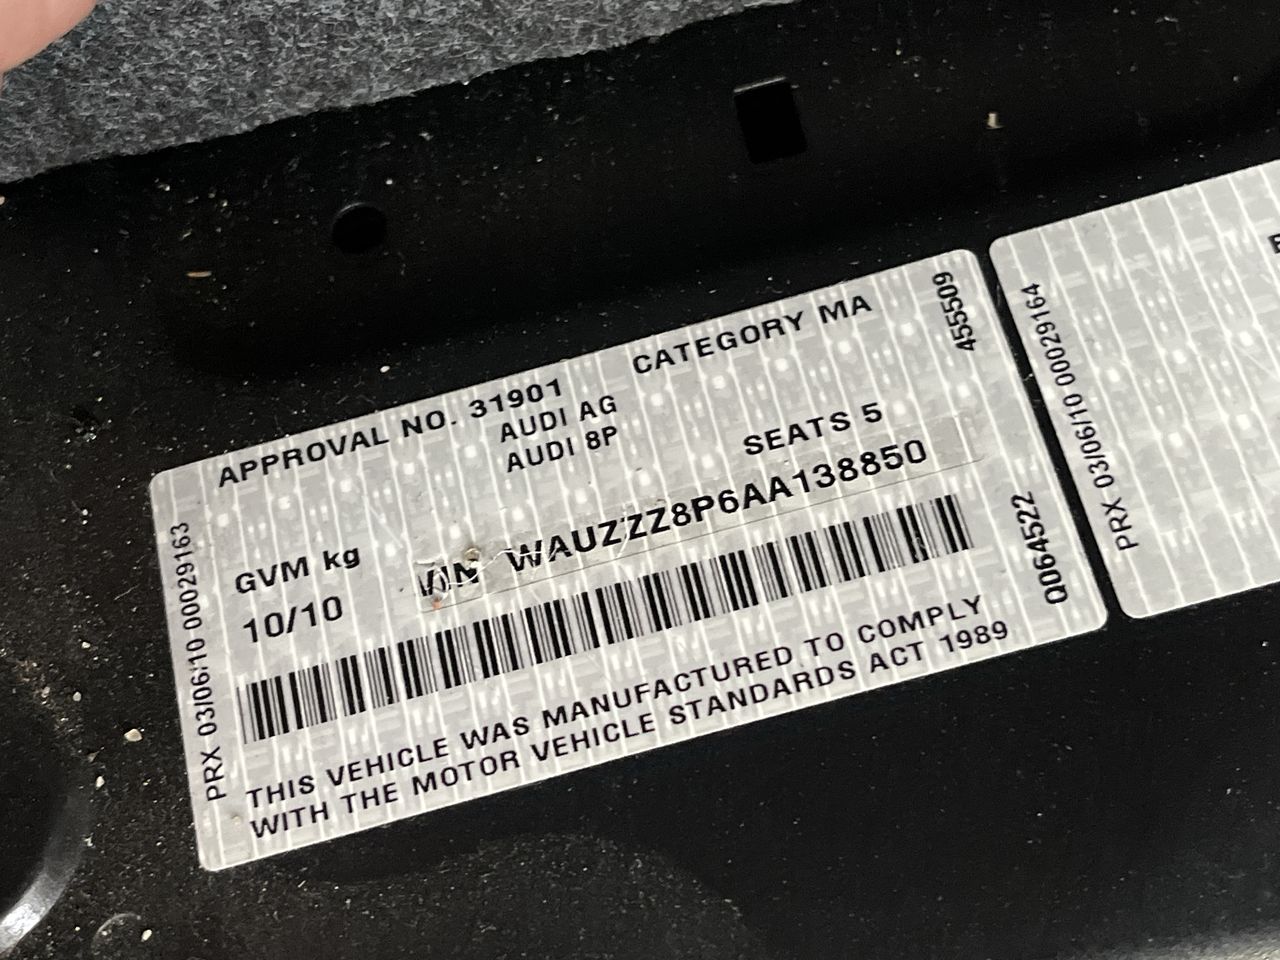 APPROVAL NO. 31901 CATEGORY MA
AUDI AG
AUDI 8P SEATS 5
GVM kg VIN WAUZZZ8P6AA138850
10/10
THIS VEHICLE WAS MANUFACTURED TO COMPLY
WITH THE MOTOR VEHICLE STANDARDS ACT 1989
PRX 03/06/10 00029163
455509
Q064522
PRX 03/06/10 00029164